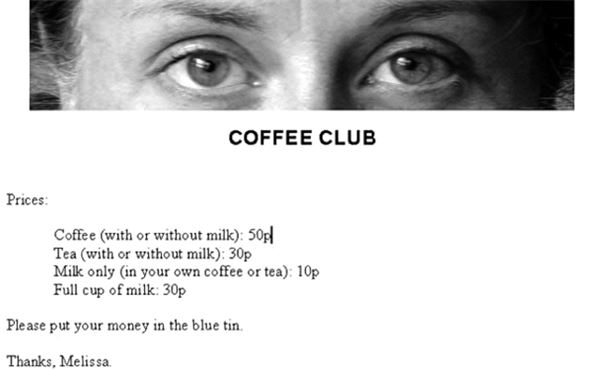 COFFEE CLUB
Prices:
Coffee (with or without milk): 50p
Tea (with or without milk): 30p
Milk only (in your own coffee or tea): 10p
Full cup of milk: 30p
Please put your money in the blue tin.
Thanks, Melissa.